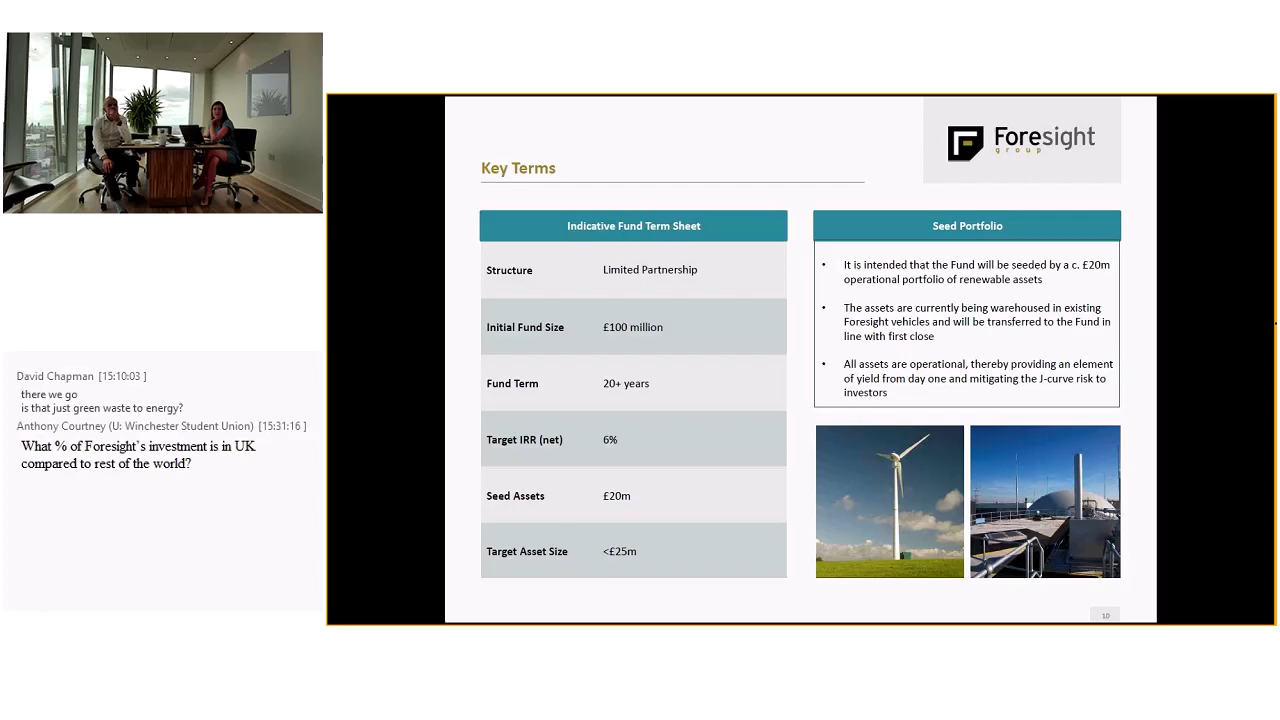 Foresight
group
Key Terms
Indicative Fund Term Sheet
Structure Limited Partnership
Initial Fund Size £100 million
Fund Term 20+ years
Target IRR (net) 6%
Seed Assets £20m
Target Asset Size <£25m
Seed Portfolio
• It is intended that the Fund will be seeded by a c. £20m
operational portfolio of renewable assets
• The assets are currently being warehoused in existing
Foresight vehicles and will be transferred to the Fund in
line with first close
• All assets are operational, thereby providing an element
of yield from day one and mitigating the J-curve risk to
investors
10
David Chapman [15:10:03 ]
there we go
is that just green waste to energy?
Anthony Courtney (U: Winchester Student Union) [15:31:16 ]
What % of Foresight`s investment is in UK
compared to rest of the world?